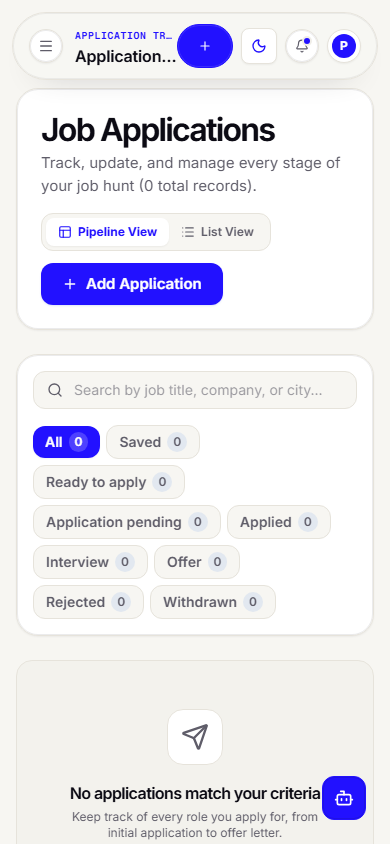 APPLICATION TR...
Application...
P
Job Applications
Track, update, and manage every stage of
your job hunt (0 total records).
Pipeline View
List View
Add Application
Search by job title, company, or city...
All 0
Saved 0
Ready to apply 0
Application pending 0
Applied 0
Interview 0
Offer 0
Rejected 0
Withdrawn 0
No applications match your criteria
Keep track of every role you apply for, from
initial application to offer letter.